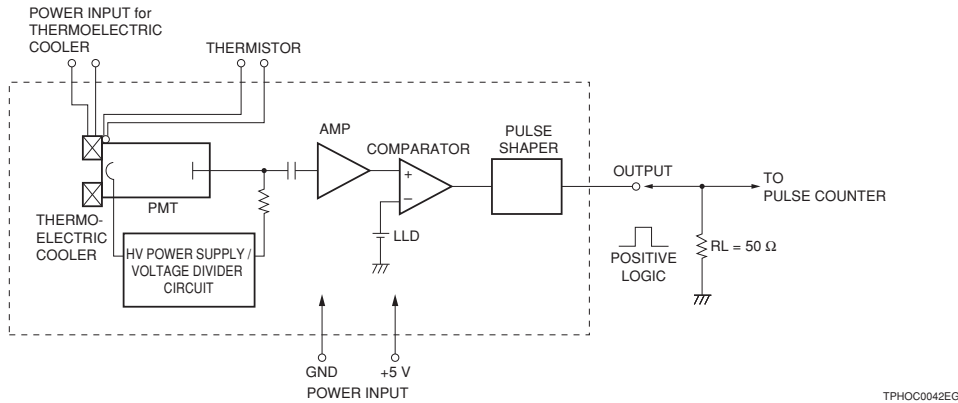 POWER INPUT for
THERMOELECTRIC
COOLER
THERMISTOR
AMP
COMPARATOR
PULSE
SHAPER
OUTPUT
TO
PULSE COUNTER
+
−
PMT
THERMO-
ELECTRIC
COOLER
LLD
HV POWER SUPPLY /
VOLTAGE DIVIDER
CIRCUIT
POSITIVE
LOGIC
RL = 50 Ω
GND
+5 V
POWER INPUT
TPHOC0042EG